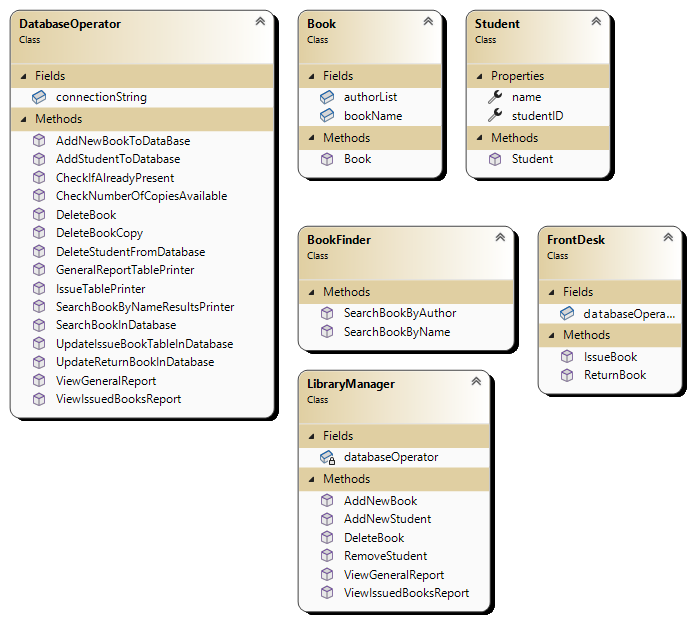 DatabaseOperator
Class
Fields
connectionString
Methods
AddNewBookToDataBase
AddStudentToDatabase
CheckIfAlreadyPresent
CheckNumberOfCopiesAvailable
DeleteBook
DeleteBookCopy
DeleteStudentFromDatabase
GeneralReportTablePrinter
IssueTablePrinter
SearchBookByNameResultsPrinter
SearchBookInDatabase
UpdateIssueBookTableInDatabase
UpdateReturnBookInDatabase
ViewGeneralReport
ViewIssuedBooksReport
Book
Class
Fields
authorList
bookName
Methods
Book
Student
Class
Properties
name
studentID
Methods
Student
BookFinder
Class
Methods
SearchBookByAuthor
SearchBookByName
FrontDesk
Class
Fields
databaseOpera...
Methods
IssueBook
ReturnBook
LibraryManager
Class
Fields
databaseOperator
Methods
AddNewBook
AddNewStudent
DeleteBook
RemoveStudent
ViewGeneralReport
ViewIssuedBooksReport